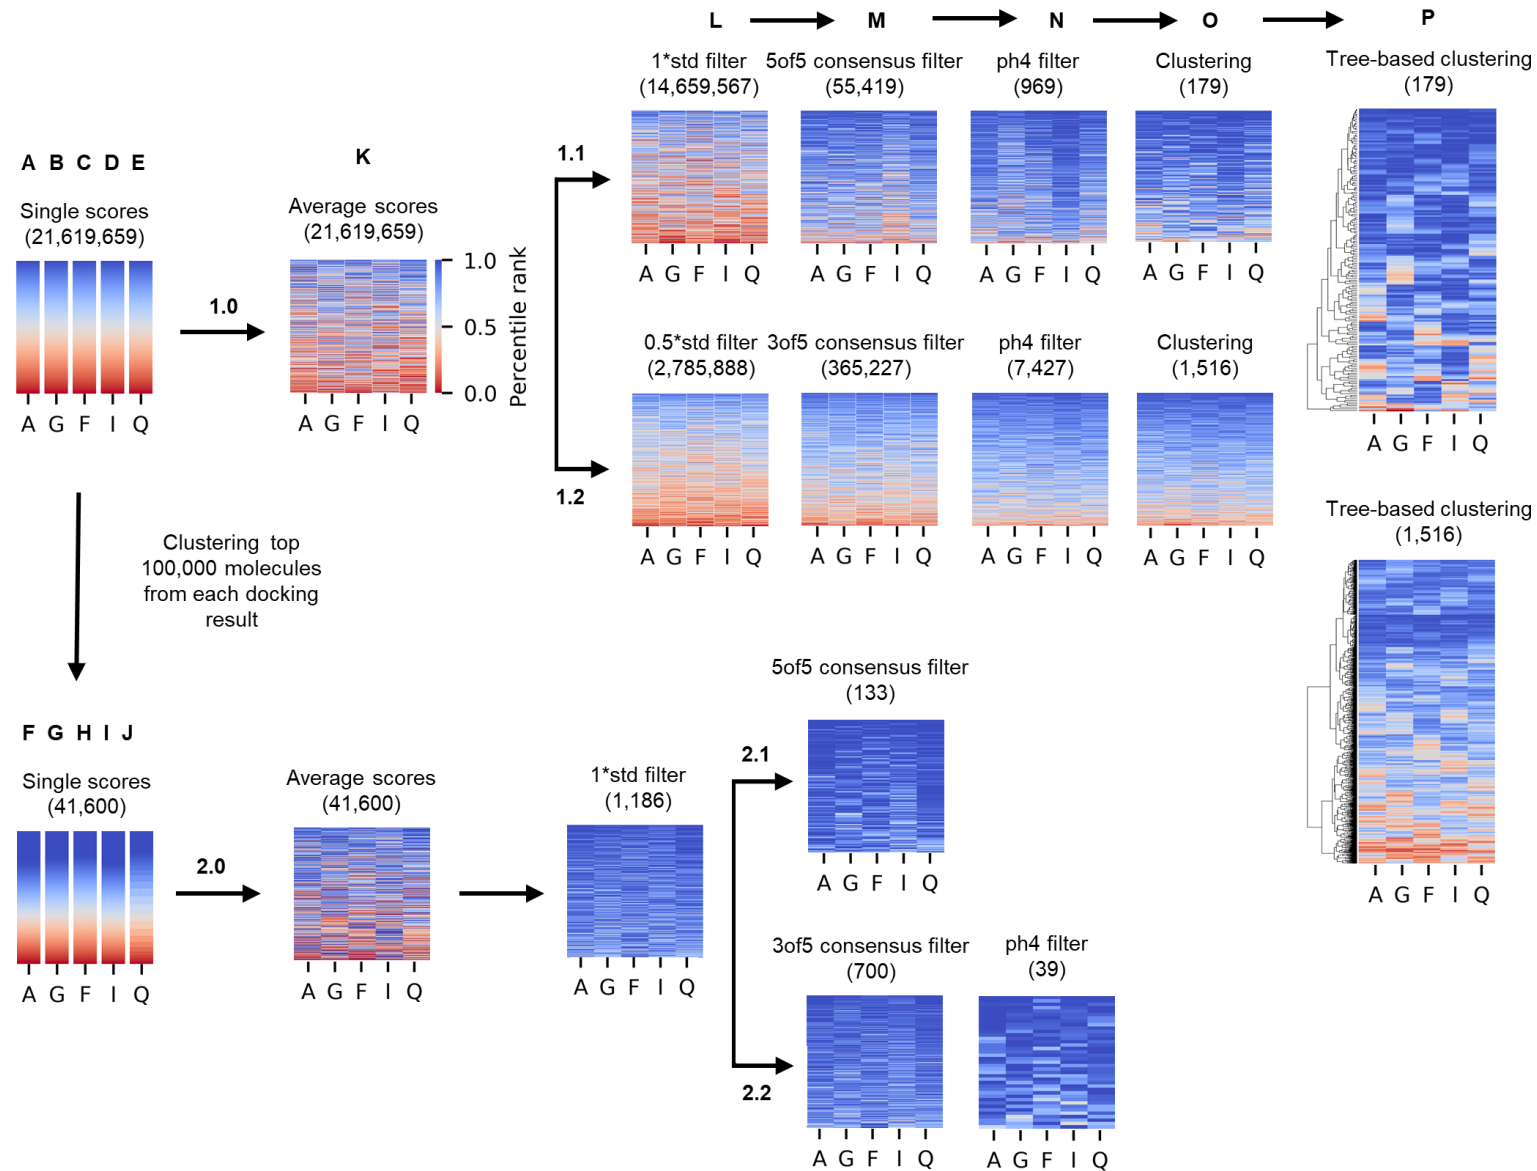 L M N O P
1*std filter
(14,659,567)
5of5 consensus filter
(55,419)
ph4 filter
(969)
Clustering
(179)
Tree-based clustering
(179)
A B C D E
K
1.1
Single scores
(21,619,659)
Average scores
(21,619,659)
1.0
1.0
0.5
0.0
Percentile rank
A G F I Q
A G F I Q
A G F I Q
A G F I Q
A G F I Q
A G F I Q
A G F I Q
0.5*std filter
(2,785,888)
3of5 consensus filter
(365,227)
ph4 filter
(7,427)
Clustering
(1,516)
1.2
A G F I Q
A G F I Q
A G F I Q
A G F I Q
Tree-based clustering
(1,516)
A G F I Q
Clustering top
100,000 molecules
from each docking
result
F G H I J
Single scores
(41,600)
2.0
Average scores
(41,600)
1*std filter
(1,186)
A G F I Q
A G F I Q
A G F I Q
2.1
5of5 consensus filter
(133)
A G F I Q
2.2
3of5 consensus filter
(700)
ph4 filter
(39)
A G F I Q
A G F I Q